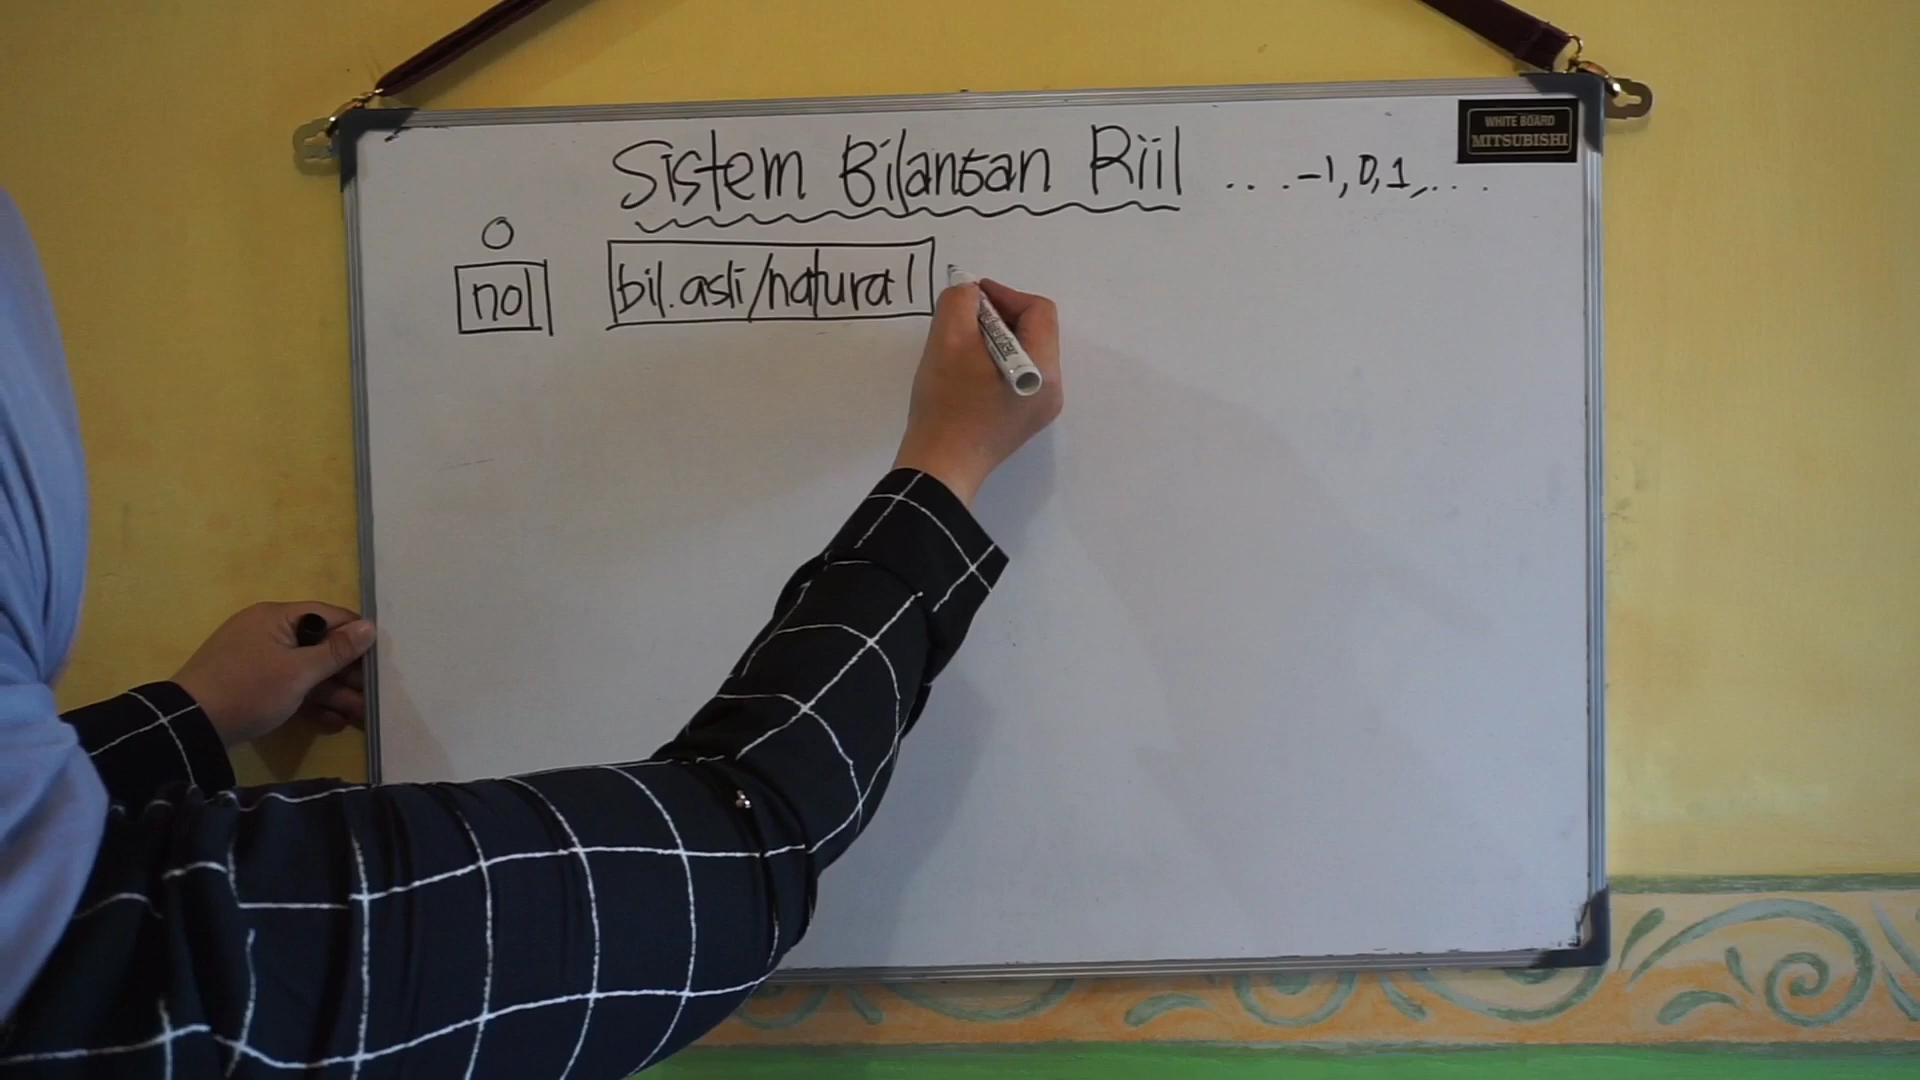 WHITE BOARD
MITSUBISHI
Sistem Bilangan Riil ....-1, 0, 1, ....
0
nol bil.asli/natural